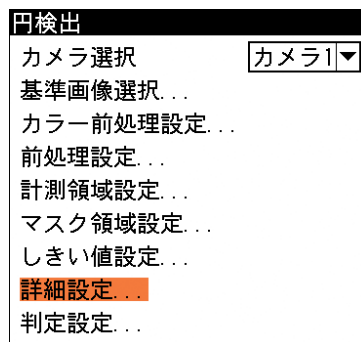 円検出
カメラ選択 カメラ1▼
基準画像選択...
カラー前処理設定...
前処理設定...
計測領域設定...
マスク領域設定...
しきい値設定...
詳細設定...
判定設定...